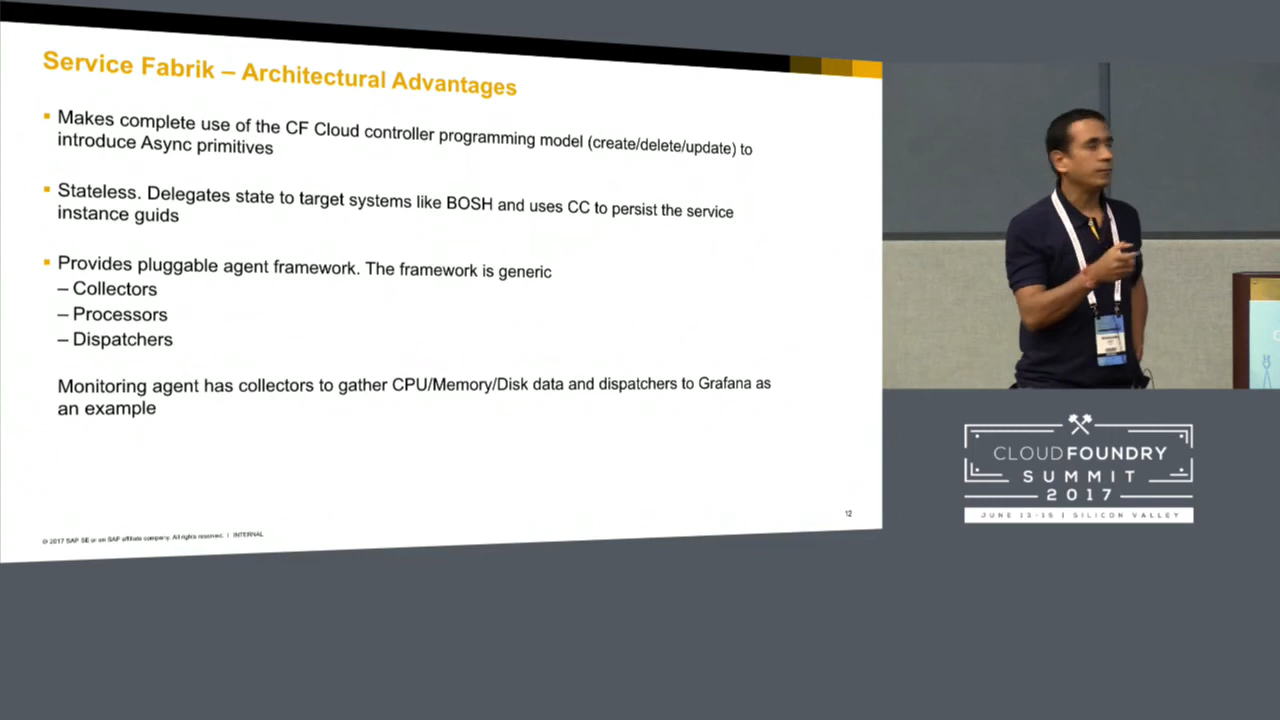 Service Fabrik – Architectural Advantages
▪ Makes complete use of the CF Cloud controller programming model (create/delete/update) to
introduce Async primitives
▪ Stateless. Delegates state to target systems like BOSH and uses CC to persist the service
instance guids
▪ Provides pluggable agent framework. The framework is generic
– Collectors
– Processors
– Dispatchers
Monitoring agent has collectors to gather CPU/Memory/Disk data and dispatchers to Grafana as
an example
12
© 2017 SAP SE or an SAP affiliate company. All rights reserved. | INTERNAL
CLOUDFOUNDRY
SUMMIT
2017
JUNE 13-15 | SILICON VALLEY